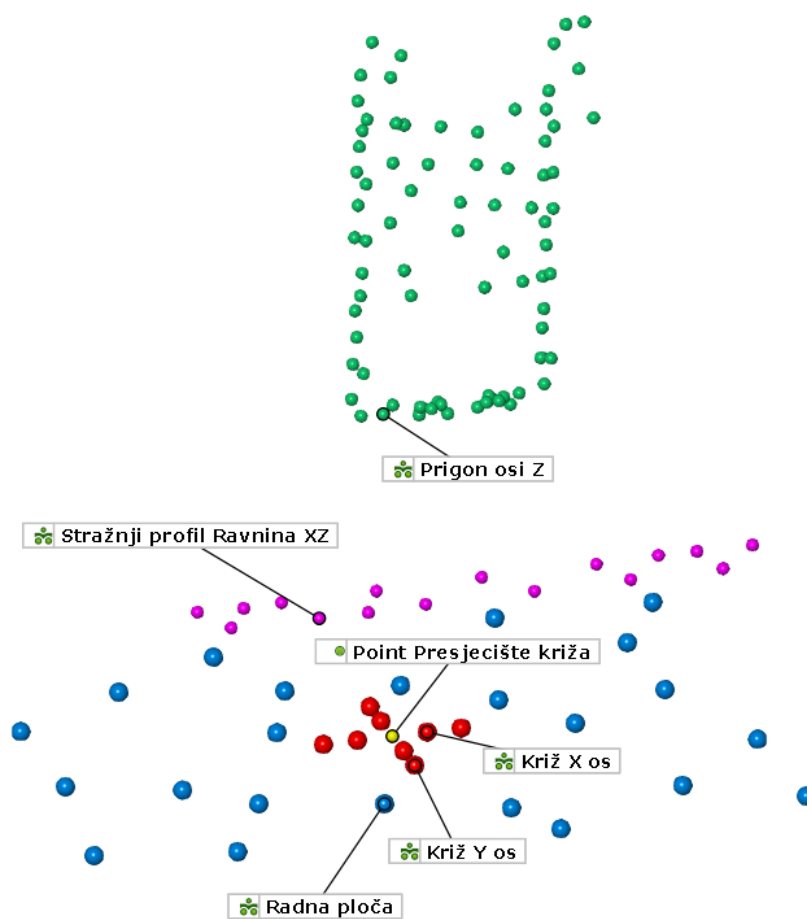 Prigon osi Z
Stražnji profil Ravnina XZ
Point Presjecište križa
Križ X os
Križ Y os
Radna ploča